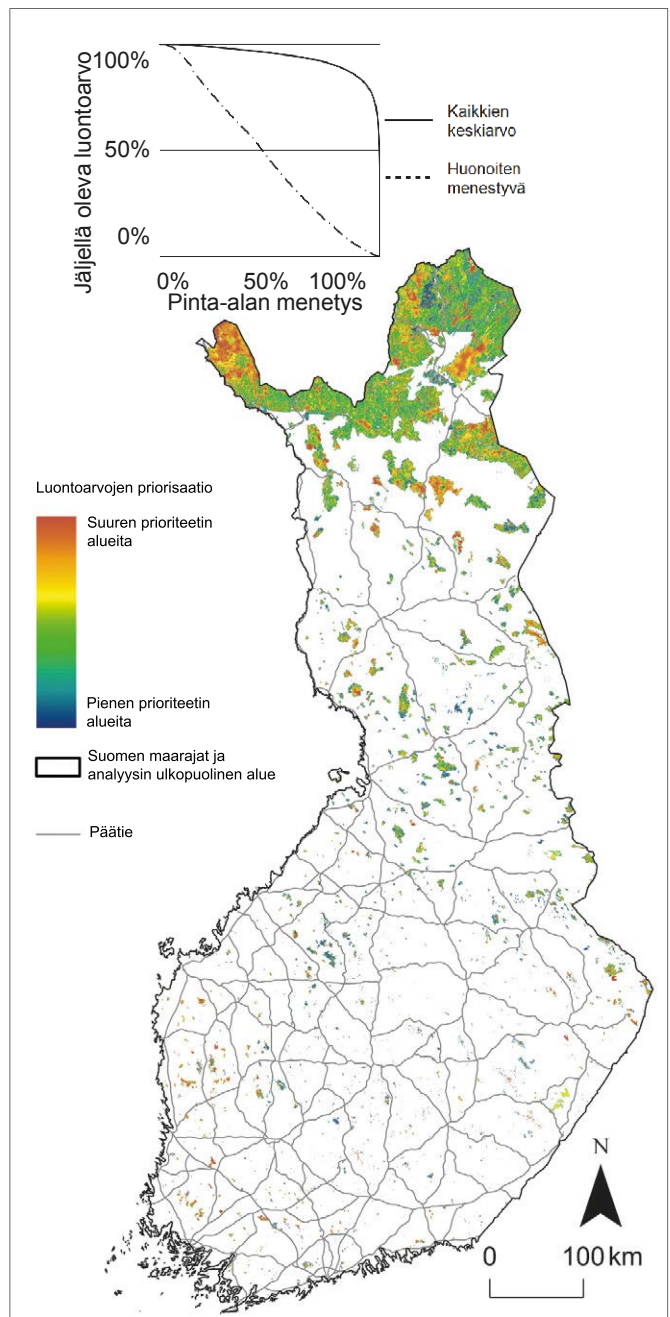 Jäljellä oleva luontoarvo
100%
50%
0%
0% 50% 100%
Pinta-alan menetys
Kaikkien
keskiarvo
Huonoiten
menestyvä
Luontoarvojen priorisaatio
Suuren prioriteetin
alueita
Pienen prioriteetin
alueita
Suomen maarajat ja
analyysin ulkopuolinen alue
Päätie
N
0 100 km